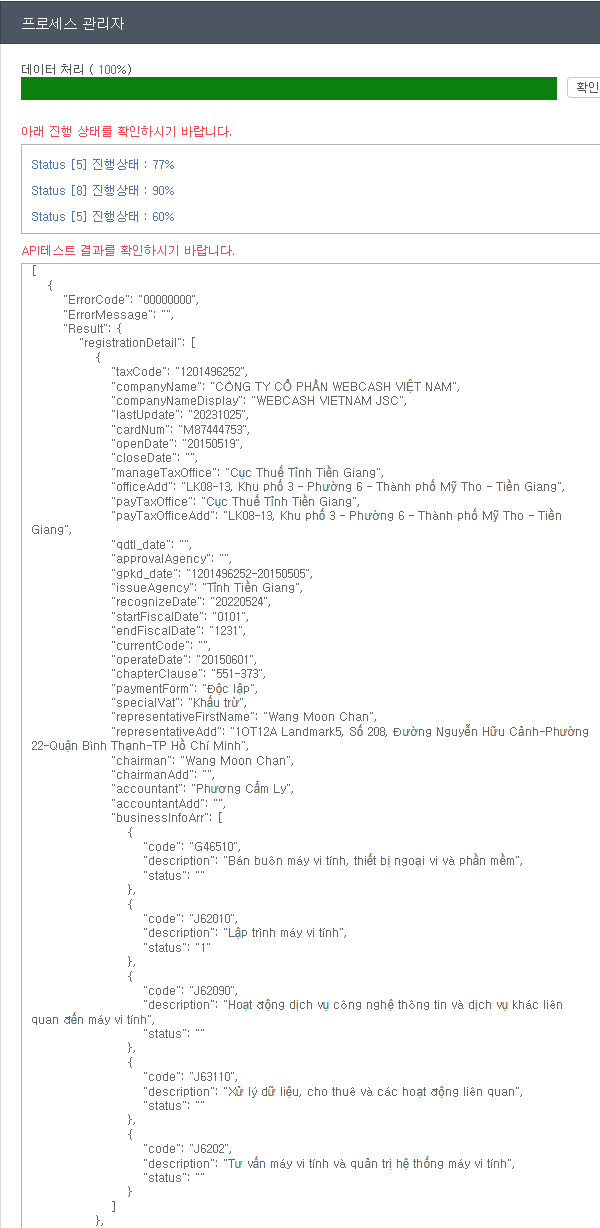 프로세스 관리자
데이터 처리 ( 100%)
확인
아래 진행 상태를 확인하시기 바랍니다.
Status [5] 진행상태 : 77%
Status [8] 진행상태 : 90%
Status [5] 진행상태 : 60%
API테스트 결과를 확인하시기 바랍니다.
[
{
"ErrorCode": "00000000",
"ErrorMessage": "",
"Result": {
"registrationDetail": [
{
"taxCode": "1201496252",
"companyName": "CÔNG TY CỔ PHẦN WEBCASH VIỆT NAM",
"companyNameDisplay": "WEBCASH VIETNAM JSC",
"lastUpdate": "20231025",
"cardNum": "M87444753",
"openDate": "20150519",
"closeDate": "",
"manageTaxOffice": "Cục Thuế Tỉnh Tiền Giang",
"officeAdd": "LK08-13, Khu phố 3 - Phường 6 - Thành phố Mỹ Tho - Tiền Giang",
"payTaxOffice": "Cục Thuế Tỉnh Tiền Giang",
"payTaxOfficeAdd": "LK08-13, Khu phố 3 - Phường 6 - Thành phố Mỹ Tho - Tiền
Giang",
"qdtl_date": "",
"approvalAgency": "",
"gpkd_date": "1201496252-20150505",
"issueAgency": "Tỉnh Tiền Giang",
"recognizeDate": "20220524",
"startFiscalDate": "0101",
"endFiscalDate": "1231",
"currentCode": "",
"operateDate": "20150601",
"chapterClause": "551-373",
"paymentForm": "Độc lập",
"specialVat": "Khấu trừ",
"representativeFirstName": "Wang Moon Chan",
"representativeAdd": "1OT12A Landmark5, Số 208, Đường Nguyễn Hữu Cảnh-Phường
22-Quận Bình Thạnh-TP Hồ Chí Minh",
"chairman": "Wang Moon Chan",
"chairmanAdd": "",
"accountant": "Phương Cẩm Ly",
"accountantAdd": "",
"businessInfoArr": [
{
"code": "G46510",
"description": "Bán buôn máy vi tính, thiết bị ngoại vi và phần mềm",
"status": ""
},
{
"code": "J62010",
"description": "Lập trình máy vi tính",
"status": "1"
},
{
"code": "J62090",
"description": "Hoạt động dịch vụ công nghệ thông tin và dịch vụ khác liên
quan đến máy vi tính",
"status": ""
},
{
"code": "J63110",
"description": "Xử lý dữ liệu, cho thuê và các hoạt động liên quan",
"status": ""
},
{
"code": "J6202",
"description": "Tư vấn máy vi tính và quản trị hệ thống máy vi tính",
"status": ""
}
]
},